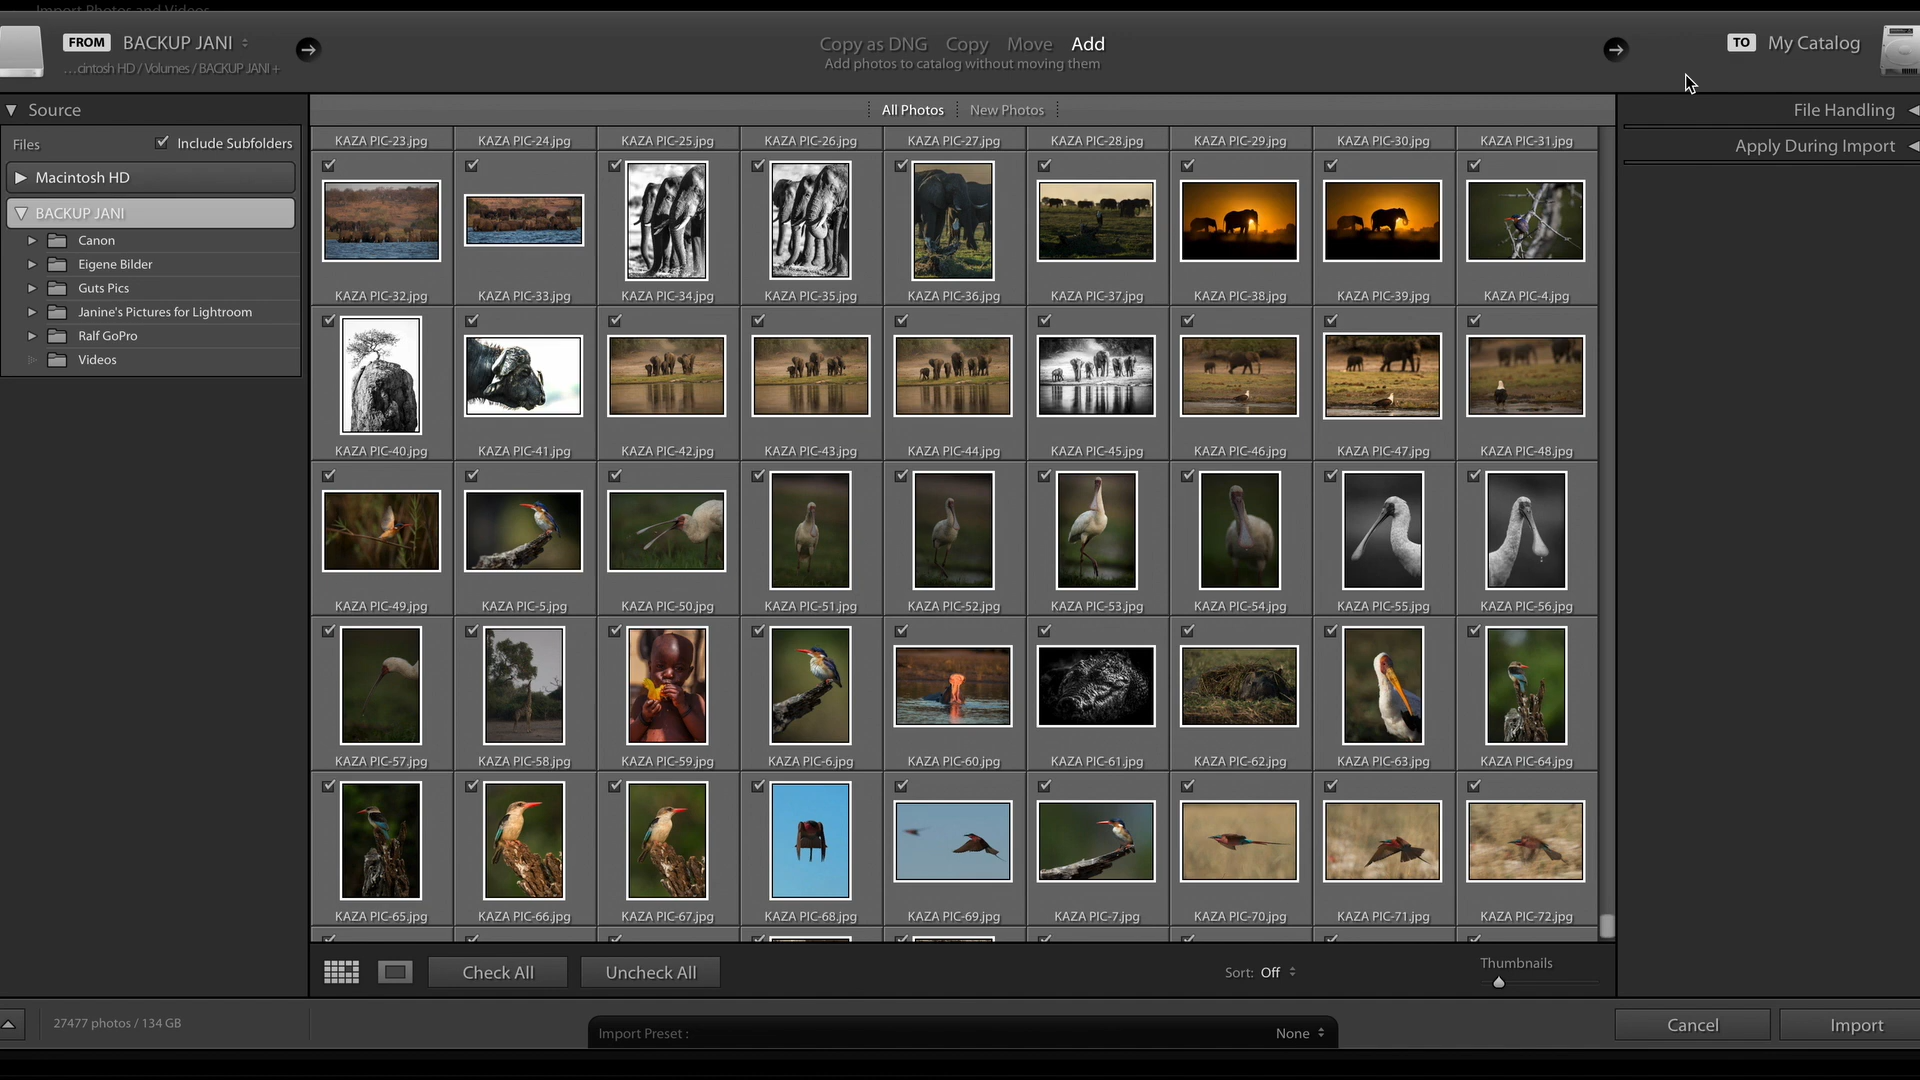 Import Photos and Videos
FROM BACKUP JANI
...cintosh HD / Volumes / BACKUP JANI +
Copy as DNG Copy Move Add
Add photos to catalog without moving them
TO My Catalog
Source
All Photos New Photos
File Handling
Files Include Subfolders
Apply During Import
Macintosh HD
BACKUP JANI
Canon
Eigene Bilder
Guts Pics
Janine's Pictures for Lightroom
Ralf GoPro
Videos
KAZA PIC-23.jpg KAZA PIC-24.jpg KAZA PIC-25.jpg KAZA PIC-26.jpg KAZA PIC-27.jpg KAZA PIC-28.jpg KAZA PIC-29.jpg KAZA PIC-30.jpg KAZA PIC-31.jpg
KAZA PIC-32.jpg KAZA PIC-33.jpg KAZA PIC-34.jpg KAZA PIC-35.jpg KAZA PIC-36.jpg KAZA PIC-37.jpg KAZA PIC-38.jpg KAZA PIC-39.jpg KAZA PIC-4.jpg
KAZA PIC-40.jpg KAZA PIC-41.jpg KAZA PIC-42.jpg KAZA PIC-43.jpg KAZA PIC-44.jpg KAZA PIC-45.jpg KAZA PIC-46.jpg KAZA PIC-47.jpg KAZA PIC-48.jpg
KAZA PIC-49.jpg KAZA PIC-5.jpg KAZA PIC-50.jpg KAZA PIC-51.jpg KAZA PIC-52.jpg KAZA PIC-53.jpg KAZA PIC-54.jpg KAZA PIC-55.jpg KAZA PIC-56.jpg
KAZA PIC-57.jpg KAZA PIC-58.jpg KAZA PIC-59.jpg KAZA PIC-6.jpg KAZA PIC-60.jpg KAZA PIC-61.jpg KAZA PIC-62.jpg KAZA PIC-63.jpg KAZA PIC-64.jpg
KAZA PIC-65.jpg KAZA PIC-66.jpg KAZA PIC-67.jpg KAZA PIC-68.jpg KAZA PIC-69.jpg KAZA PIC-7.jpg KAZA PIC-70.jpg KAZA PIC-71.jpg KAZA PIC-72.jpg
Check All Uncheck All Sort: Off Thumbnails
27477 photos / 134 GB
Import Preset : None
Cancel Import